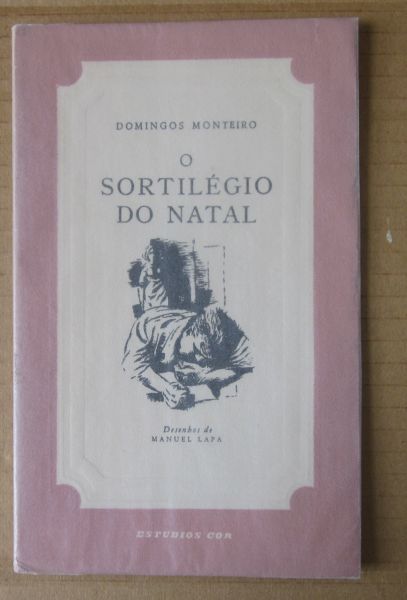 DOMINGOS MONTEIRO
O
SORTILÉGIO
DO NATAL
Desenhos de
MANUEL LAPA
ESTUDIOS COR